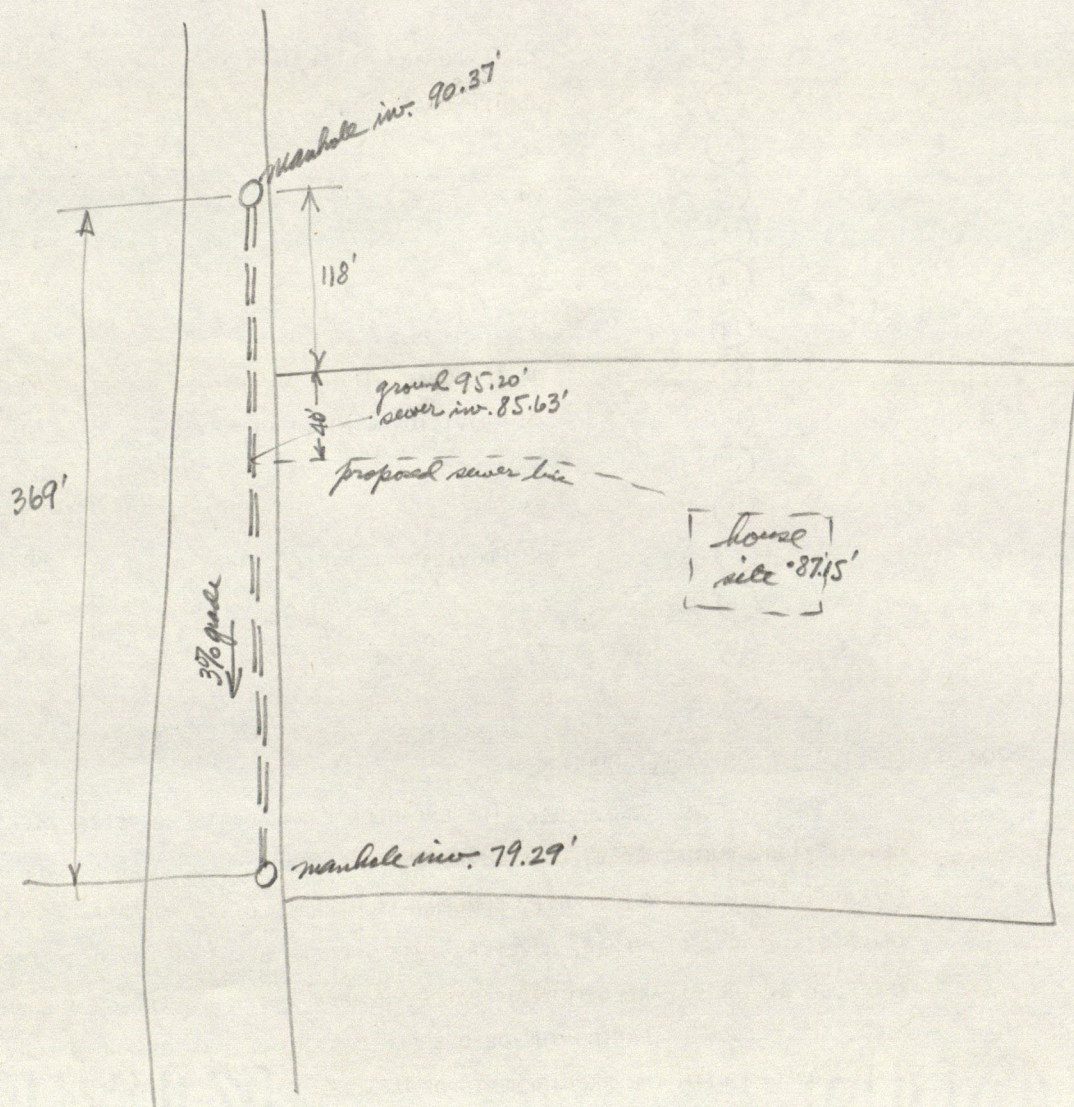 manhole inv. 90.37'
118'
ground 95.20'
sewer inv. 85.63'
40'
proposed sewer line
369'
house
site •87.15'
3% grade
manhole inv. 79.29'